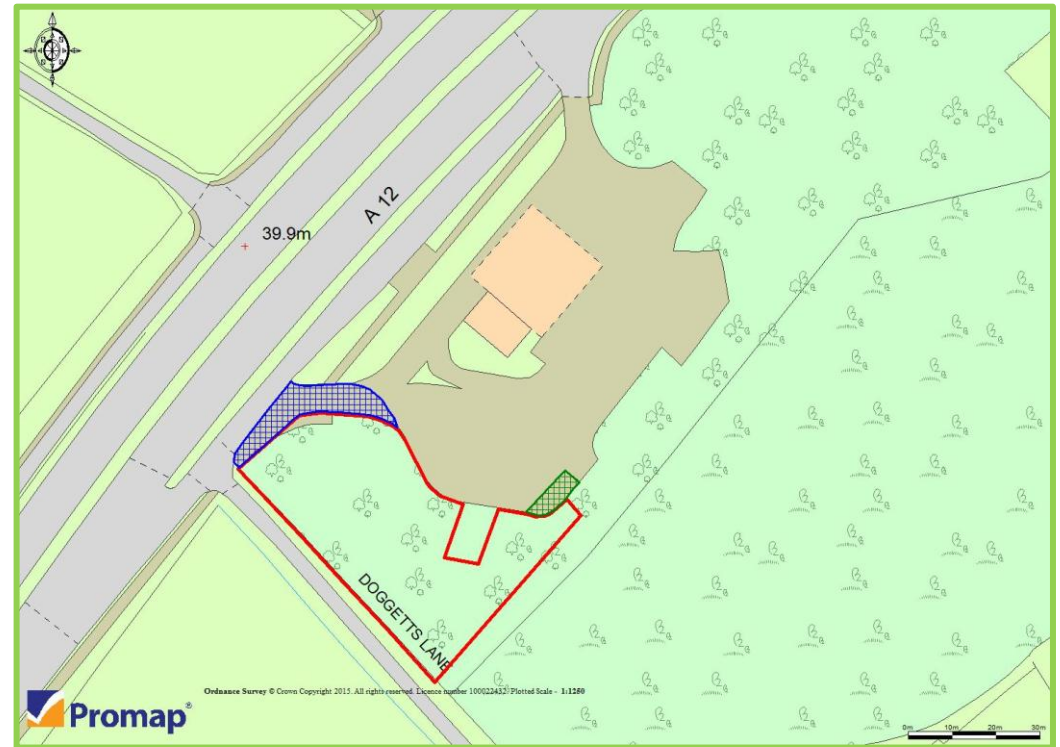 A 12
39.9m
DOGGETTS LANE
Ordnance Survey © Crown Copyright 2015. All rights reserved. Licence number 100022432. Plotted Scale - 1:1250
Promap®
0m 10m 20m 30m